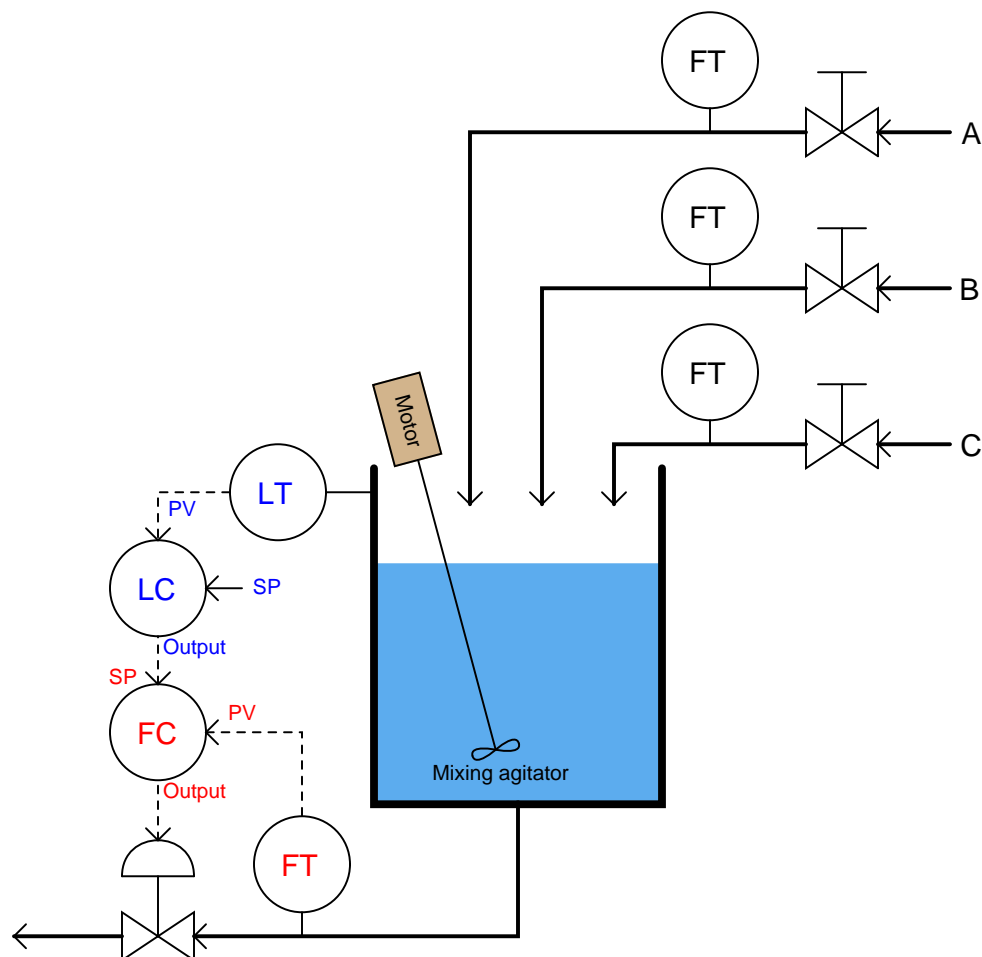 FT
A
FT
B
FT
C
Motor
LT
PV
LC
SP
Output
SP
FC
PV
Output
FT
Mixing agitator